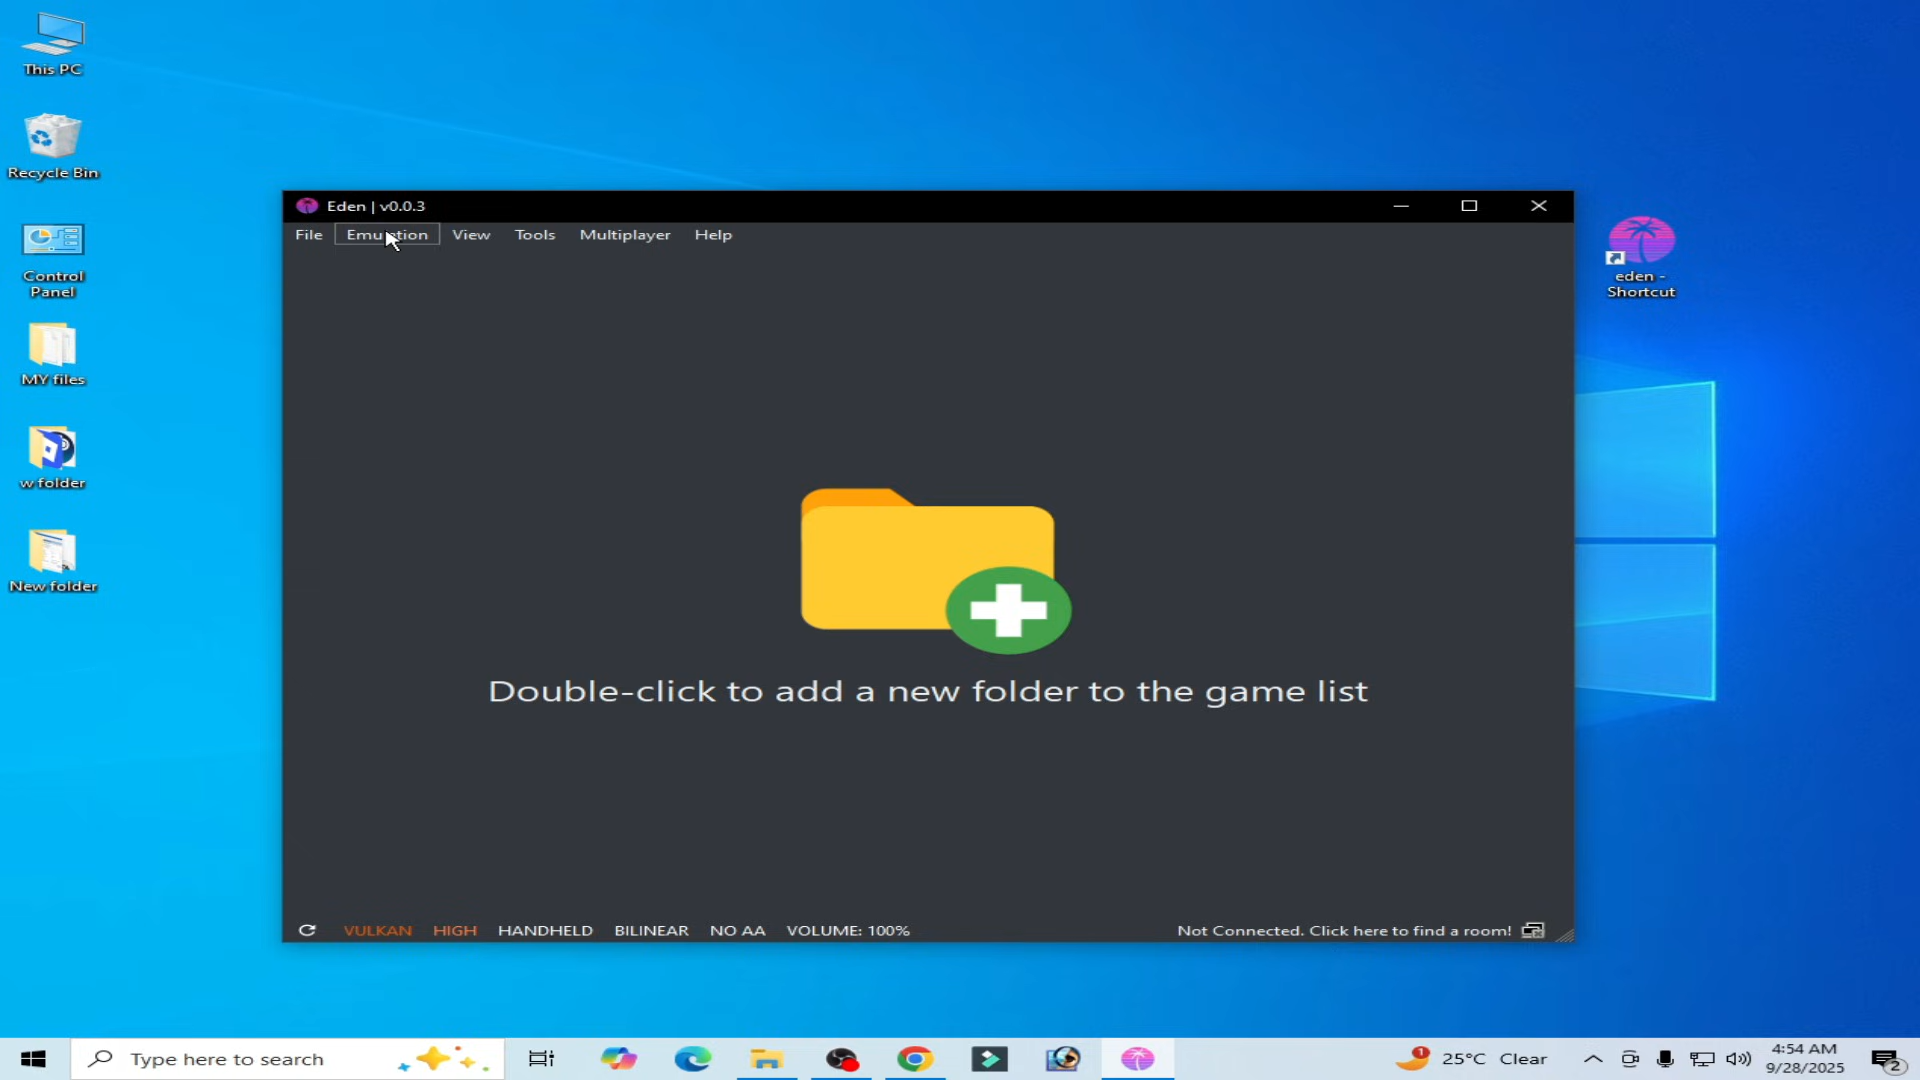 This PC
Recycle Bin
Control
Panel
MY files
w folder
New folder
Eden | v0.0.3
File Emulation View Tools Multiplayer Help
eden -
Shortcut
Double-click to add a new folder to the game list
VULKAN HIGH HANDHELD BILINEAR NO AA VOLUME: 100%
Not Connected. Click here to find a room!
Type here to search
1
25°C Clear
4:54 AM
9/28/2025
2